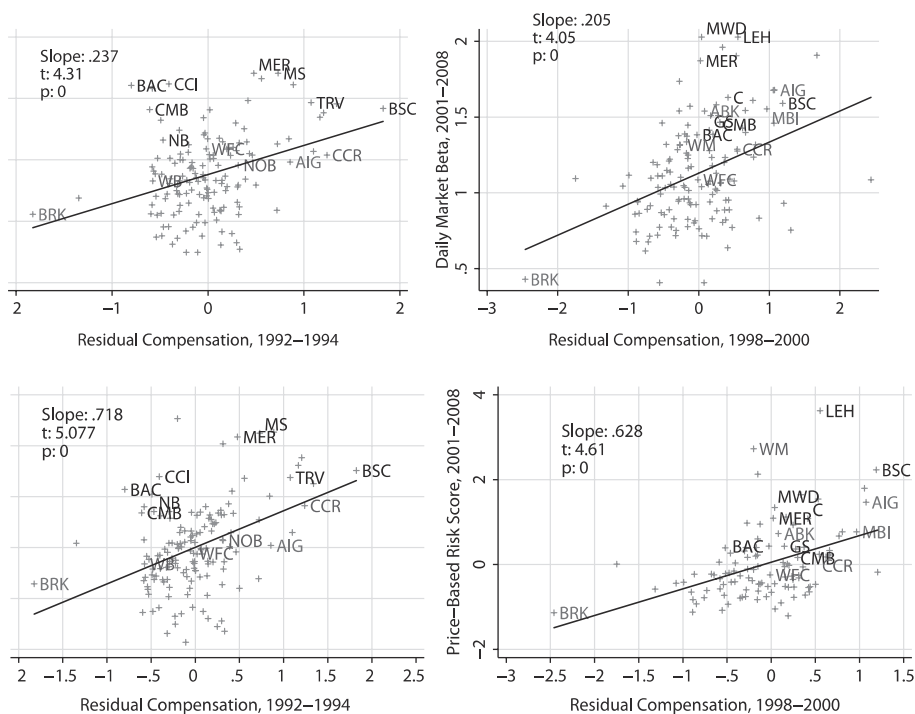 Slope: .237
t: 4.31
p: 0
MER
MS
BAC
CCI
TRV
CMB
BSC
NB
WFC
NOB
AIG
CCR
WB
BRK
2
−1
0
1
2
Residual Compensation, 1992−1994
Daily Market Beta, 2001−2008
2
1.5
1
.5
Slope: .205
t: 4.05
p: 0
MWD
LEH
MER
AIG
C
BSC
ABK
MBI
GS
CMB
BAC
WM
CCR
WFC
BRK
−3
−2
−1
0
1
2
Residual Compensation, 1998−2000
Slope: .718
t: 5.077
p: 0
MS
MER
BSC
CCI
TRV
BAC
NB
CMB
CCR
NOB
WFC
AIG
WB
BRK
2
−1.5
−1
−.5
0
.5
1
1.5
2
2.5
Residual Compensation, 1992−1994
Price−Based Risk Score, 2001−2008
4
2
0
−2
Slope: .628
t: 4.61
p: 0
LEH
WM
BSC
MWD
AIG
C
MER
ABK
MBI
BAC
GS
CMB
CCR
WFC
BRK
−3
−2.5
−2
−1.5
−1
−.5
0
.5
1
1.5
Residual Compensation, 1998−2000